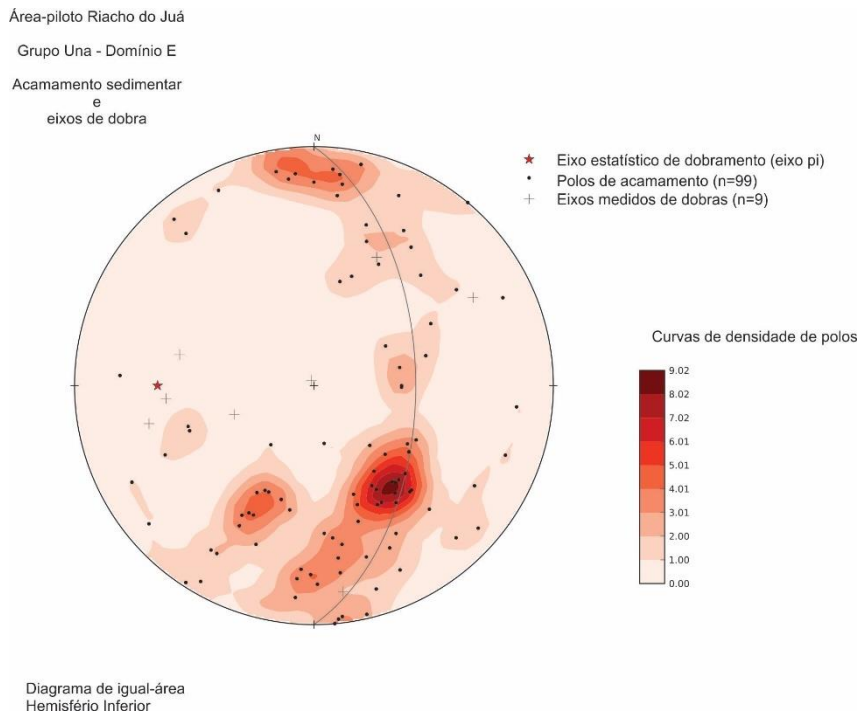 Área-piloto Riacho do Juá
Grupo Una - Domínio E
Acamamento sedimentar
e
eixos de dobra
N
Eixo estatístico de dobramento (eixo pi)
Polos de acamamento (n=99)
Eixos medidos de dobras (n=9)
Curvas de densidade de polos
9.02
8.02
7.02
6.01
5.01
4.01
3.01
2.00
1.00
0.00
Diagrama de igual-área
Hemisfério Inferior